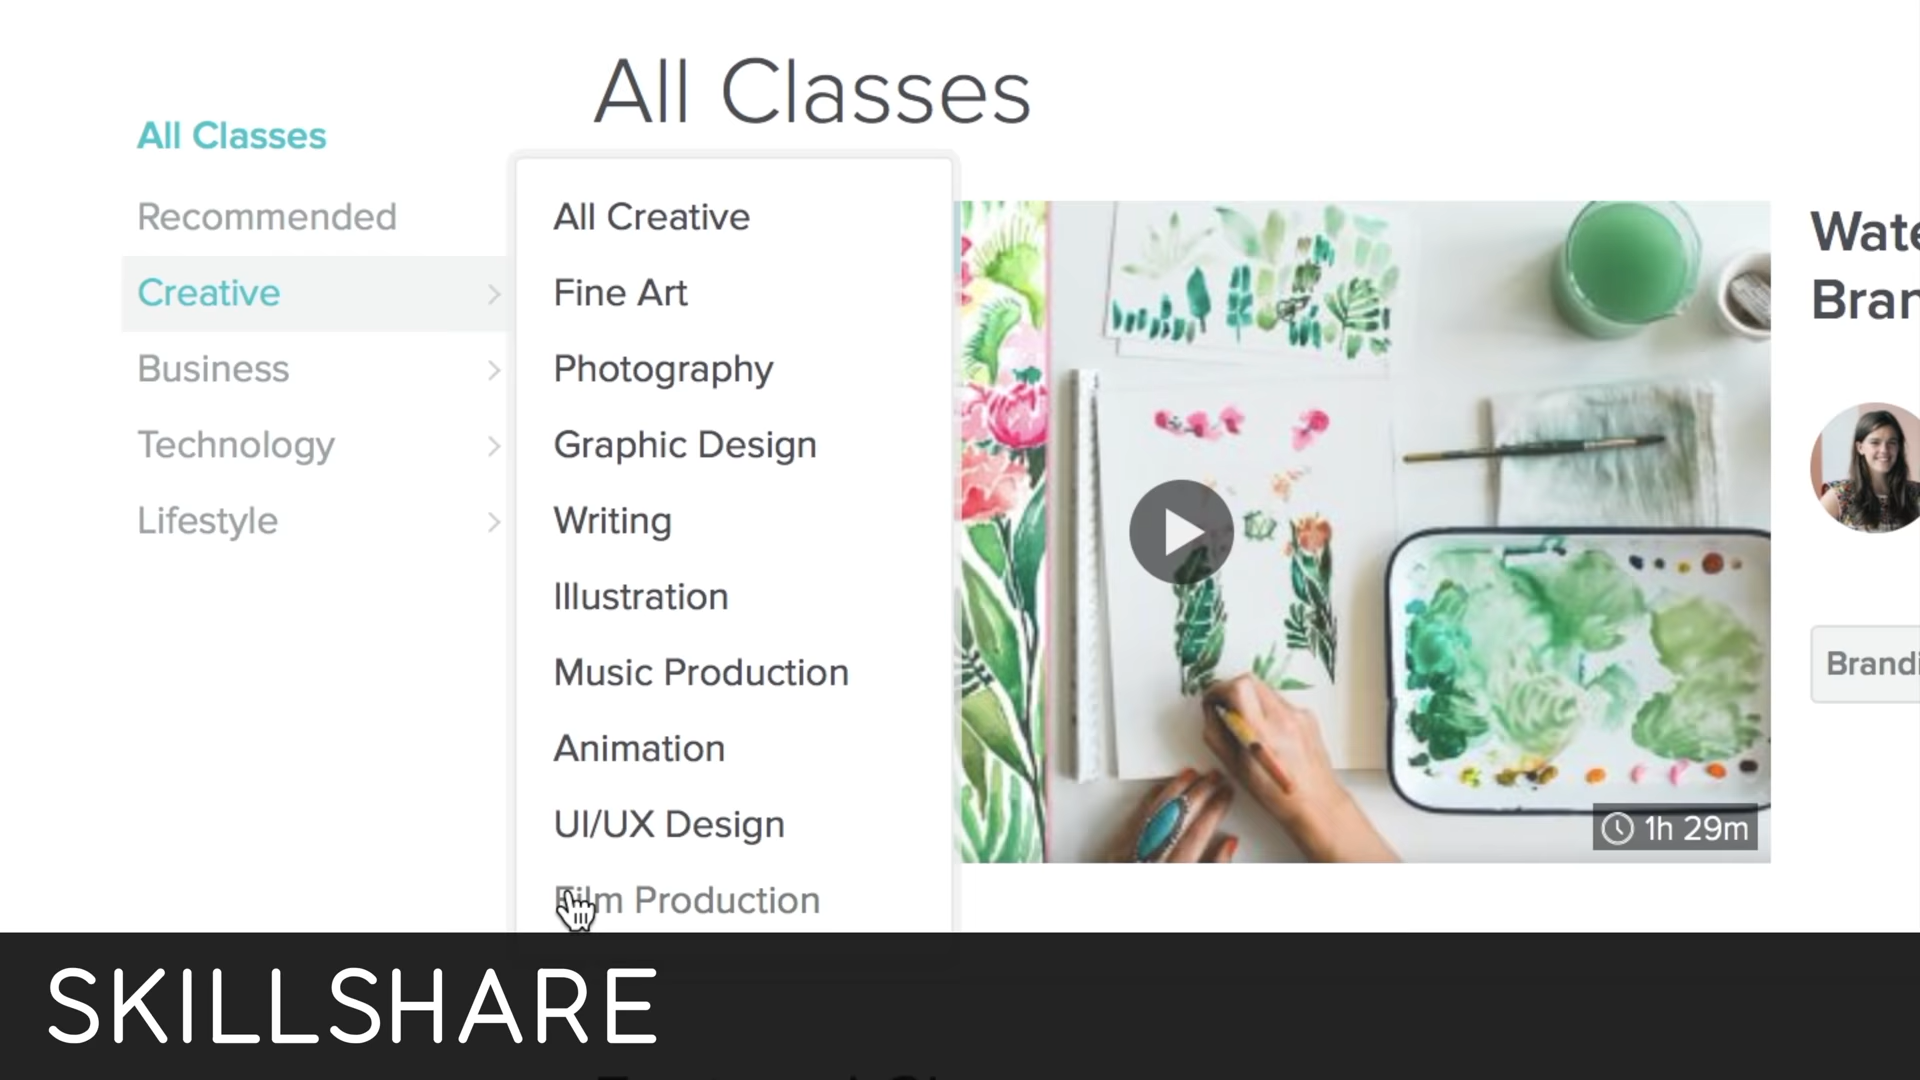 All Classes
All Classes
Recommended
Creative
Business
Technology
Lifestyle
All Creative
Fine Art
Photography
Graphic Design
Writing
Illustration
Music Production
Animation
UI/UX Design
Film Production
1h 29m
SKILLSHARE